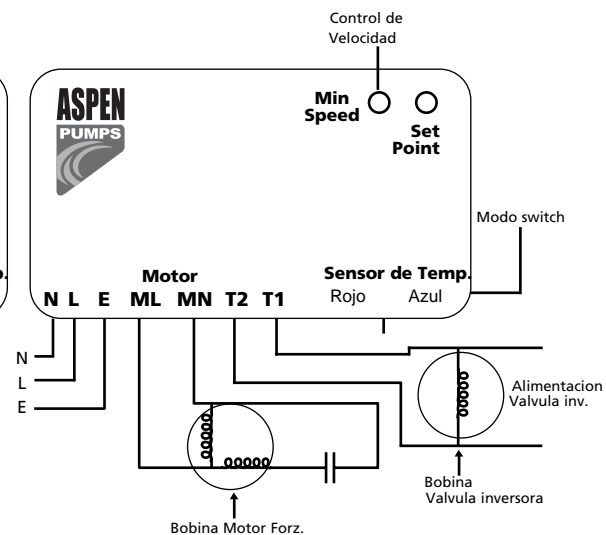 Control de
Velocidad
ASPEN
PUMPS
Min
Speed
Set
Point
Modo switch
Motor
Sensor de Temp.
Rojo Azul
N L E ML MN T2 T1
N
L
E
Alimentacion
Valvula inv.
Bobina
Valvula inversora
Bobina Motor Forz.